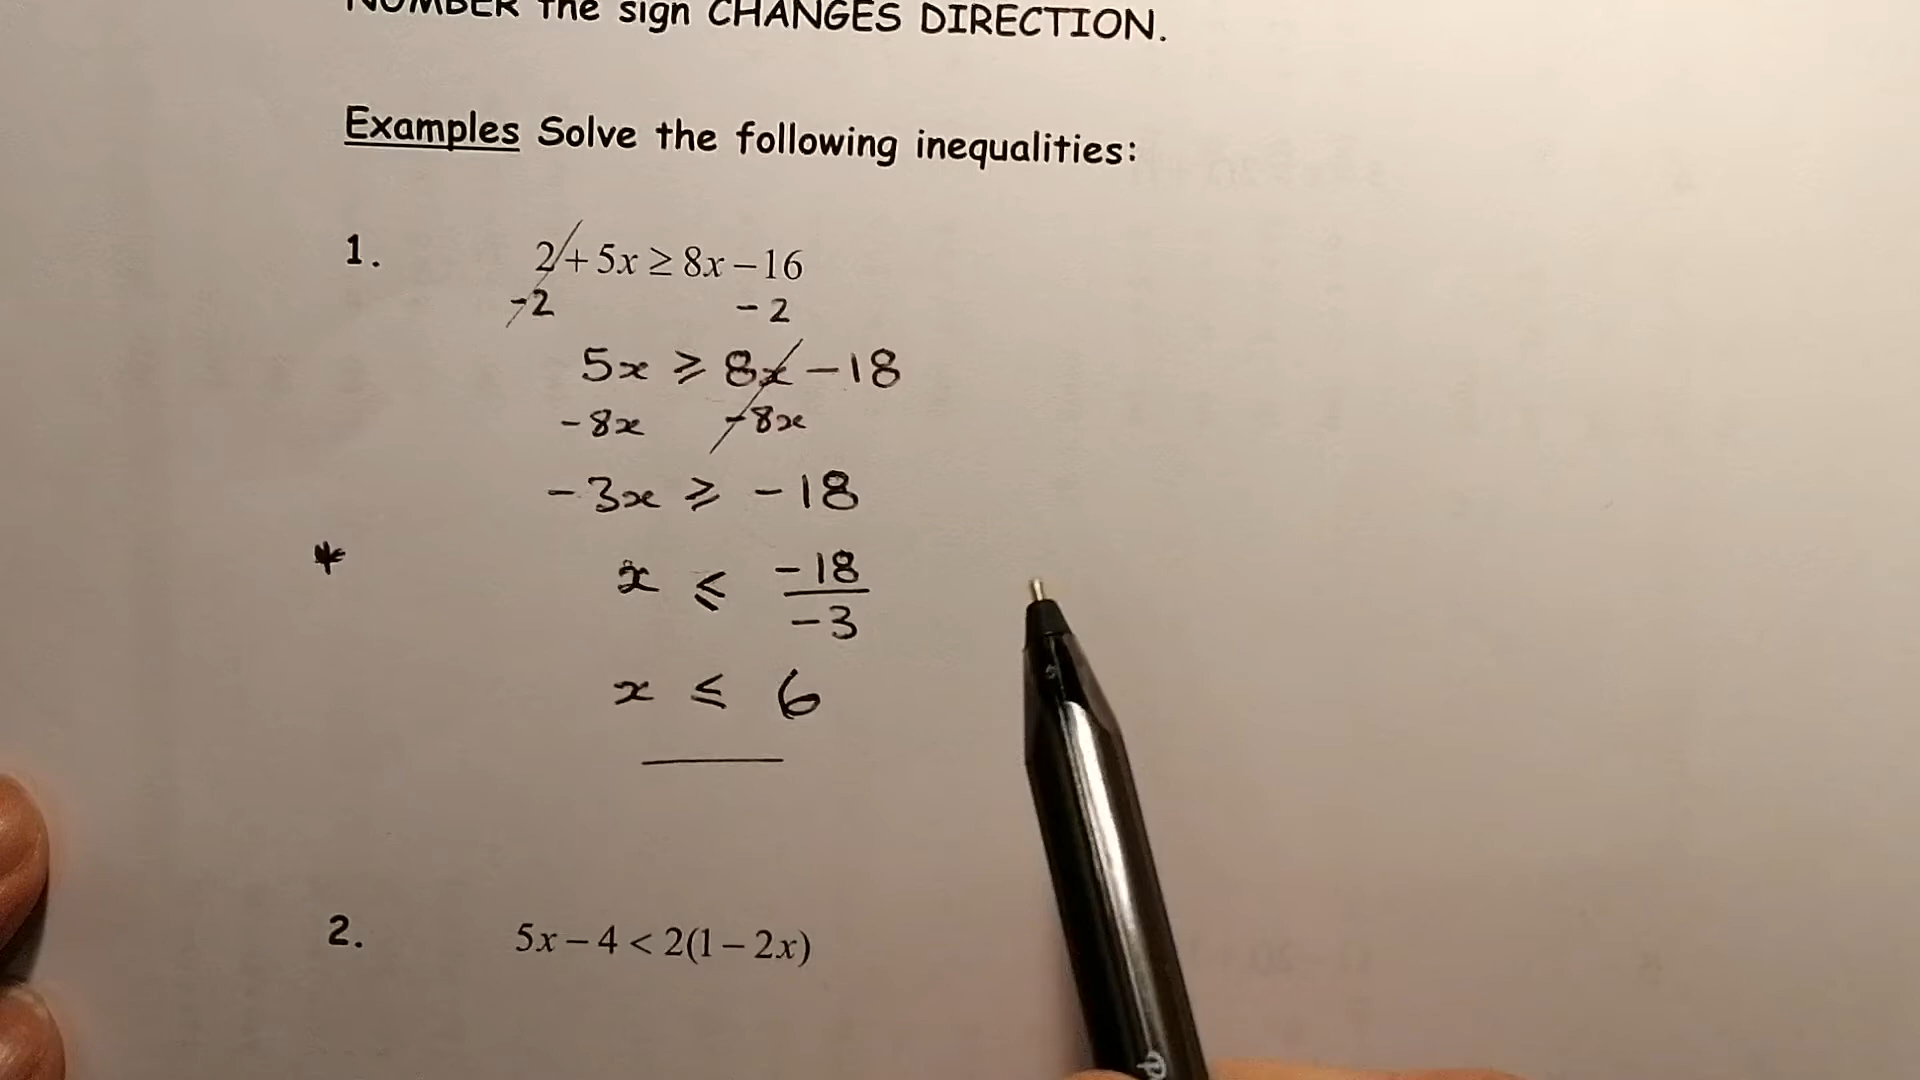 NUMBER the sign CHANGES DIRECTION.
Examples Solve the following inequalities:
1. 2 + 5x ≥ 8x − 16
-2 - 2
5x ⩾ 8x - 18
- 8x - 8x
- 3x ⩾ - 18
* x ⩽ -18/-3
x ≤ 6
2. 5x − 4 < 2(1 − 2x)